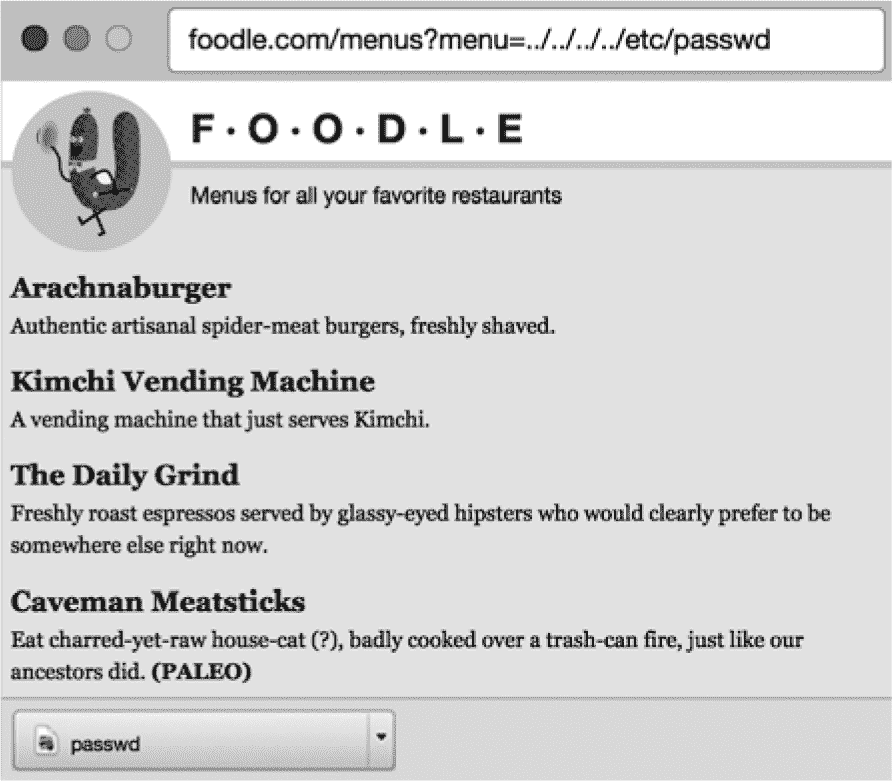 foodle.com/menus?menu=../../../../etc/passwd
F·O·O·D·L·E
Menus for all your favorite restaurants
Arachnaburger
Authentic artisanal spider-meat burgers, freshly shaved.
Kimchi Vending Machine
A vending machine that just serves Kimchi.
The Daily Grind
Freshly roast espressos served by glassy-eyed hipsters who would clearly prefer to be
somewhere else right now.
Caveman Meatsticks
Eat charred-yet-raw house-cat (?), badly cooked over a trash-can fire, just like our
ancestors did. (PALEO)
passwd